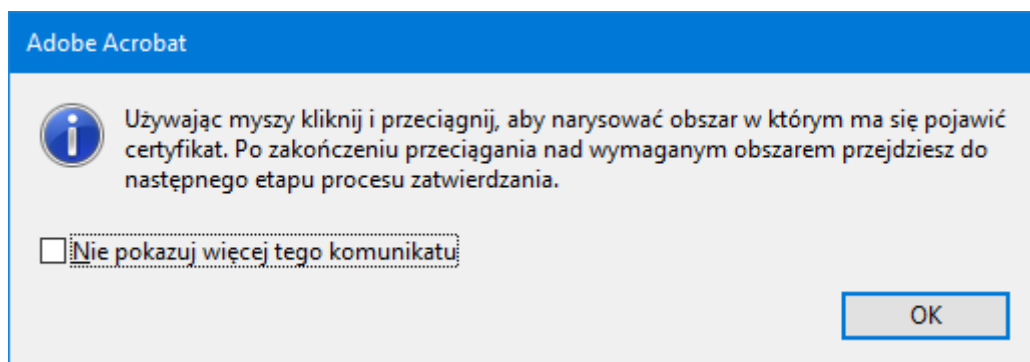 Adobe Acrobat
Używając myszy kliknij i przeciągnij, aby narysować obszar w którym ma się pojawić
certyfikat. Po zakończeniu przeciągania nad wymaganym obszarem przejdziesz do
następnego etapu procesu zatwierdzania.
Nie pokazuj więcej tego komunikatu
OK